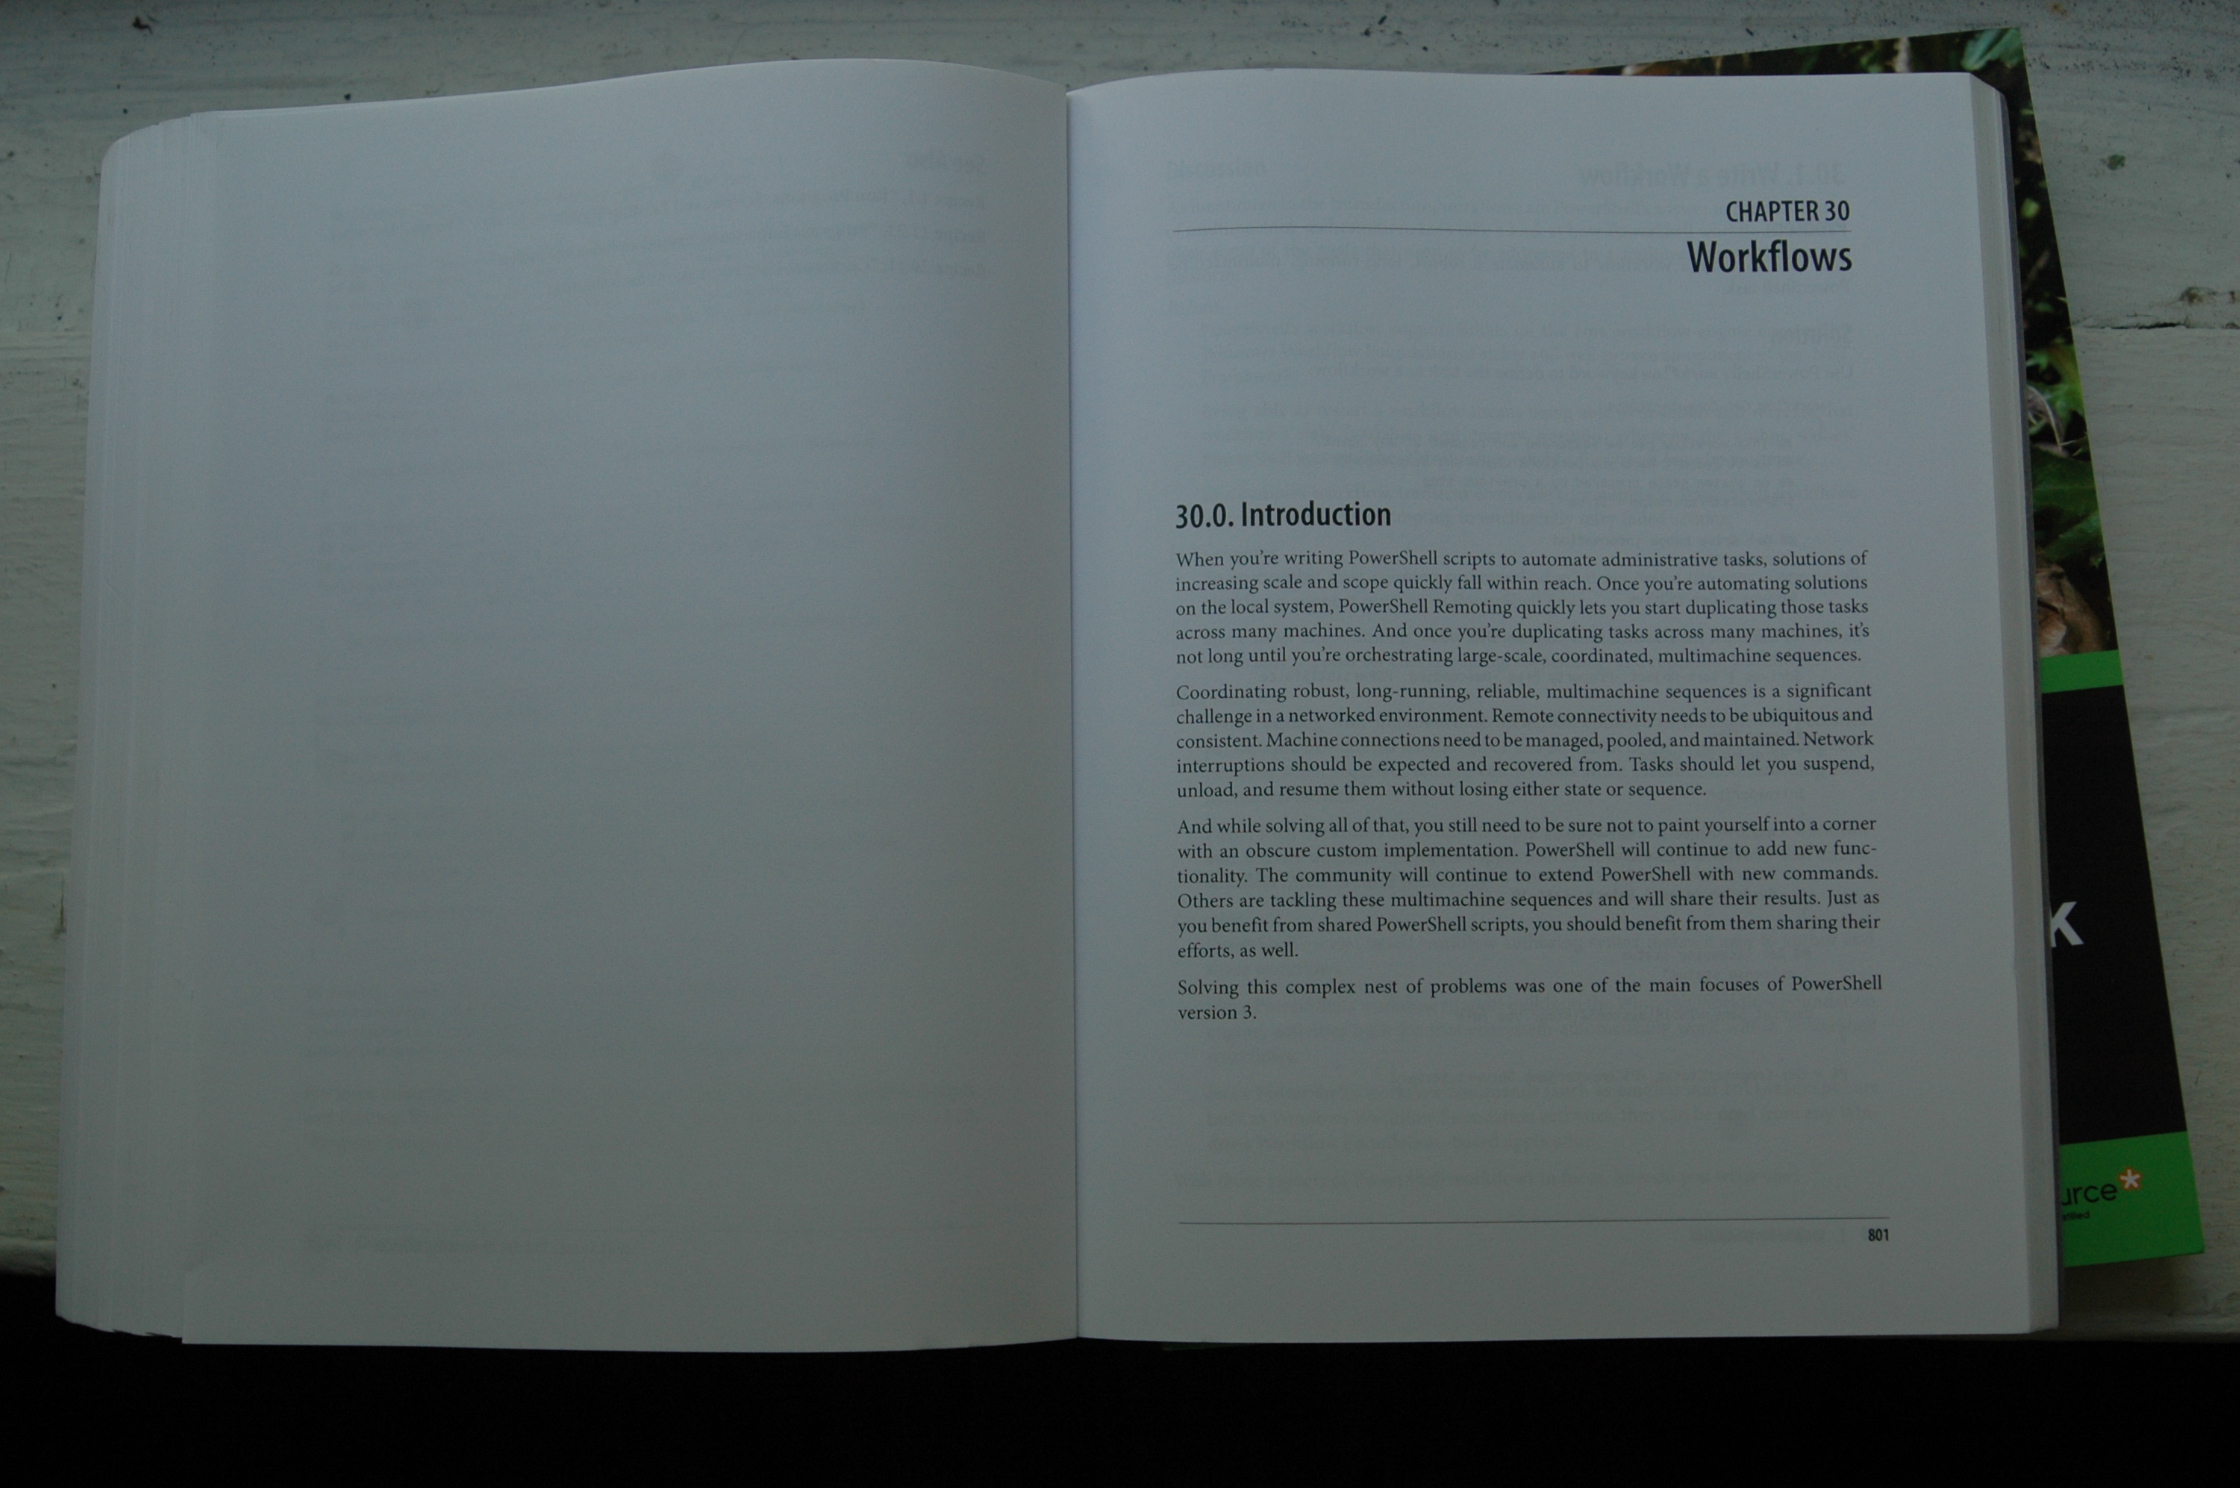 CHAPTER 30
Workflows
30.0. Introduction
When you're writing PowerShell scripts to automate administrative tasks, solutions of
increasing scale and scope quickly fall within reach. Once you're automating solutions
on the local system, PowerShell Remoting quickly lets you start duplicating those tasks
across many machines. And once you're duplicating tasks across many machines, it's
not long until you're orchestrating large-scale, coordinated, multimachine sequences.
Coordinating robust, long-running, reliable, multimachine sequences is a significant
challenge in a networked environment. Remote connectivity needs to be ubiquitous and
consistent. Machine connections need to be managed, pooled, and maintained. Network
interruptions should be expected and recovered from. Tasks should let you suspend,
unload, and resume them without losing either state or sequence.
And while solving all of that, you still need to be sure not to paint yourself into a corner
with an obscure custom implementation. PowerShell will continue to add new func-
tionality. The community will continue to extend PowerShell with new commands.
Others are tackling these multimachine sequences and will share their results. Just as
you benefit from shared PowerShell scripts, you should benefit from them sharing their
efforts, as well.
Solving this complex nest of problems was one of the main focuses of PowerShell
version 3.
801
K
urce